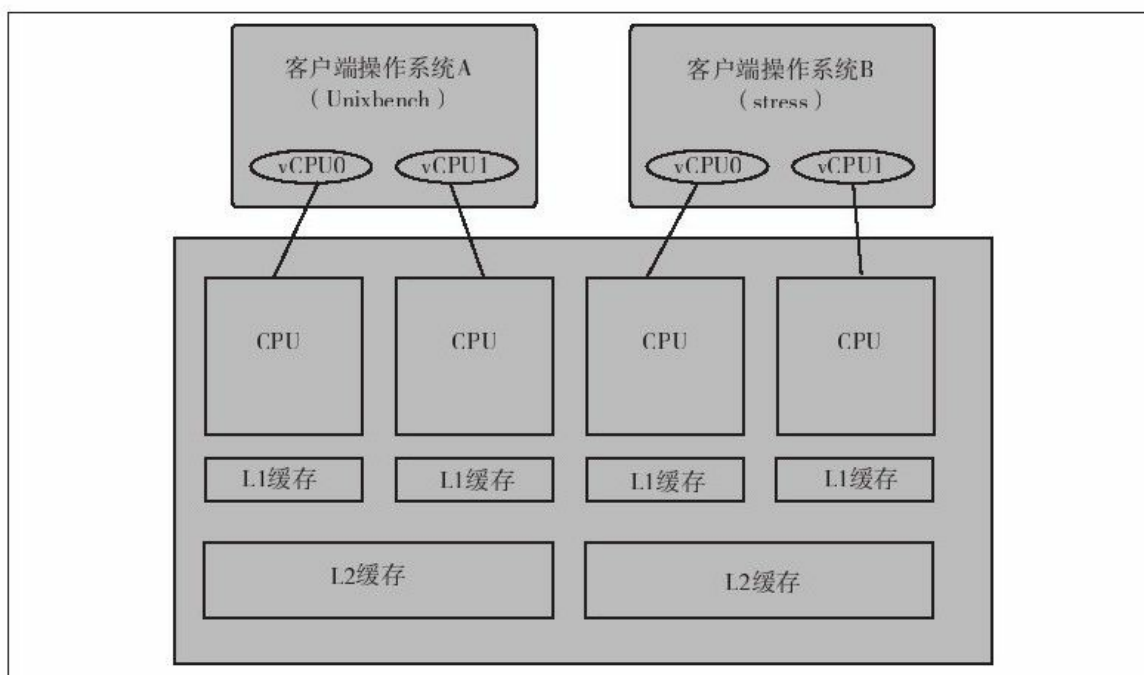 客户端操作系统A
（Unixbench）
vCPU0
vCPU1
客户端操作系统B
（stress）
vCPU0
vCPU1
CPU
CPU
CPU
CPU
L1缓存
L1缓存
L1缓存
L1缓存
L2缓存
L2缓存